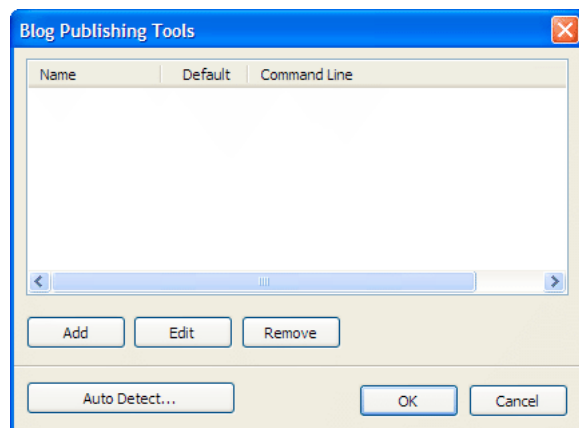 Blog Publishing Tools
Name Default Command Line
Add Edit Remove
Auto Detect... OK Cancel